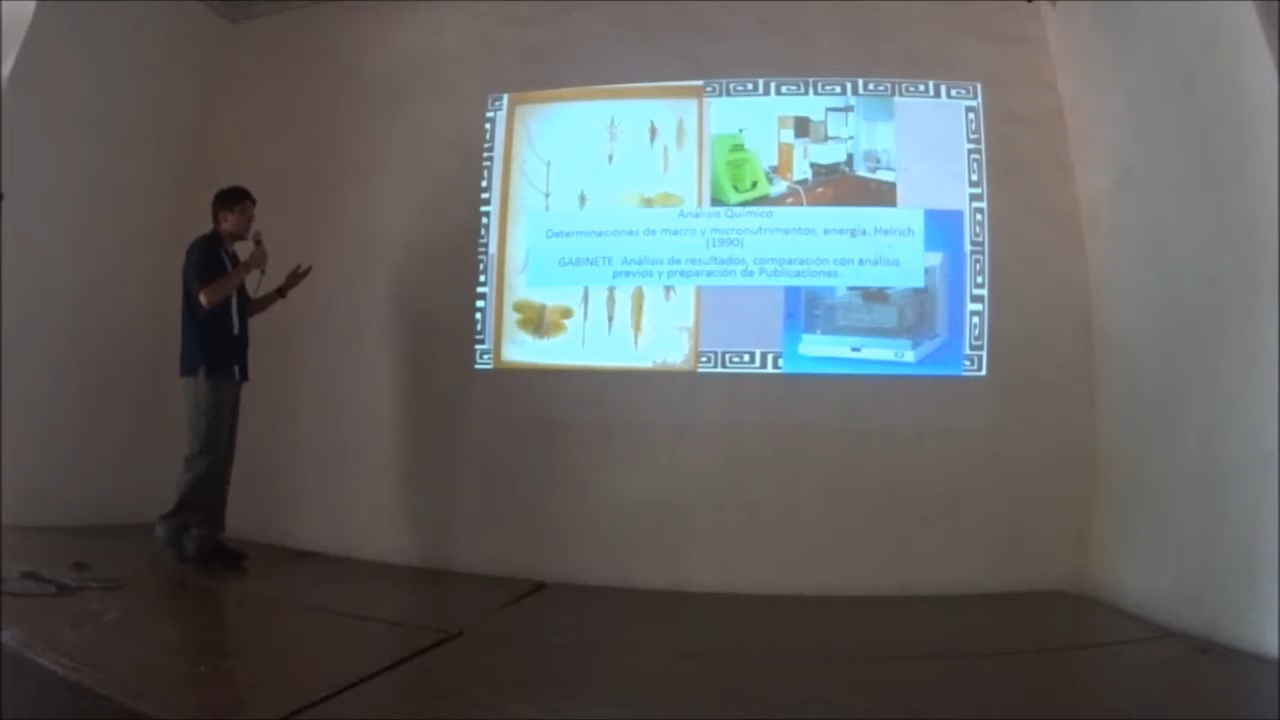 Análisis Químico
Determinaciones de macro y micronutrimentos, energía. Helrich
(1990)
GABINETE. Análisis de resultados, comparación con análisis
previos y preparación de Publicaciones.